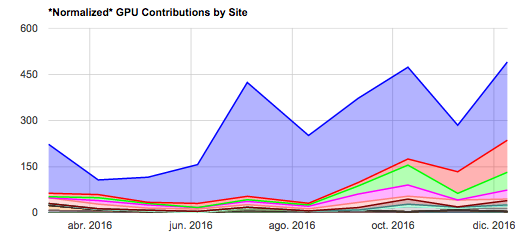 *Normalized* GPU Contributions by Site
600
450
300
150
0
abr. 2016 jun. 2016 ago. 2016 oct. 2016 dic. 2016